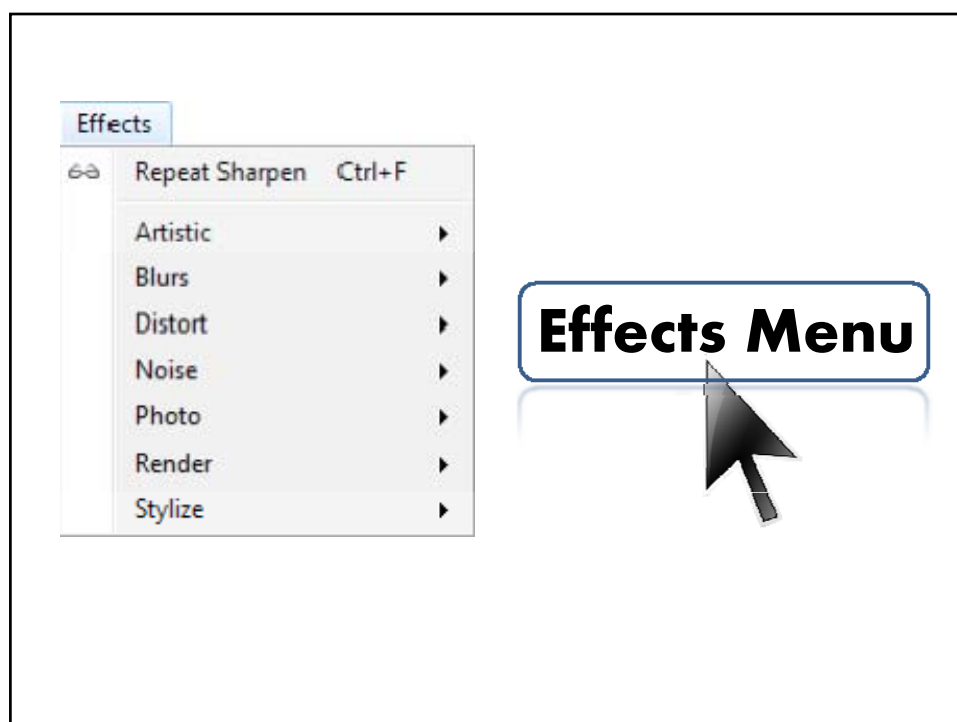 Effects
Repeat Sharpen Ctrl+F
Artistic
Blurs
Distort
Noise
Photo
Render
Stylize
Effects Menu